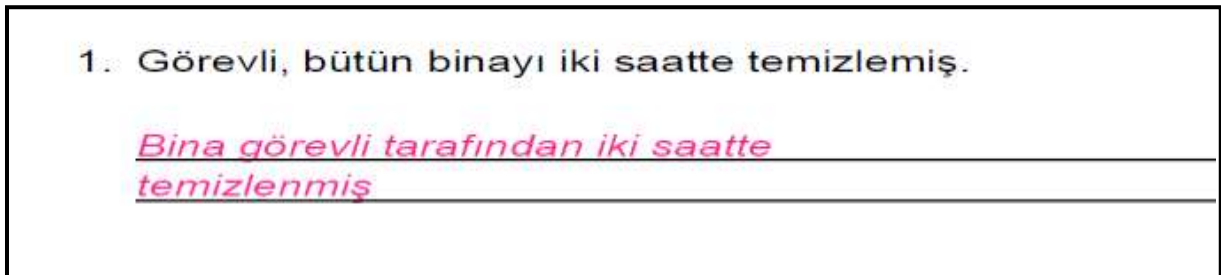 1. Görevli, bütün binayı iki saatte temizlemiş.
Bina görevli tarafından iki saatte
temizlenmiş